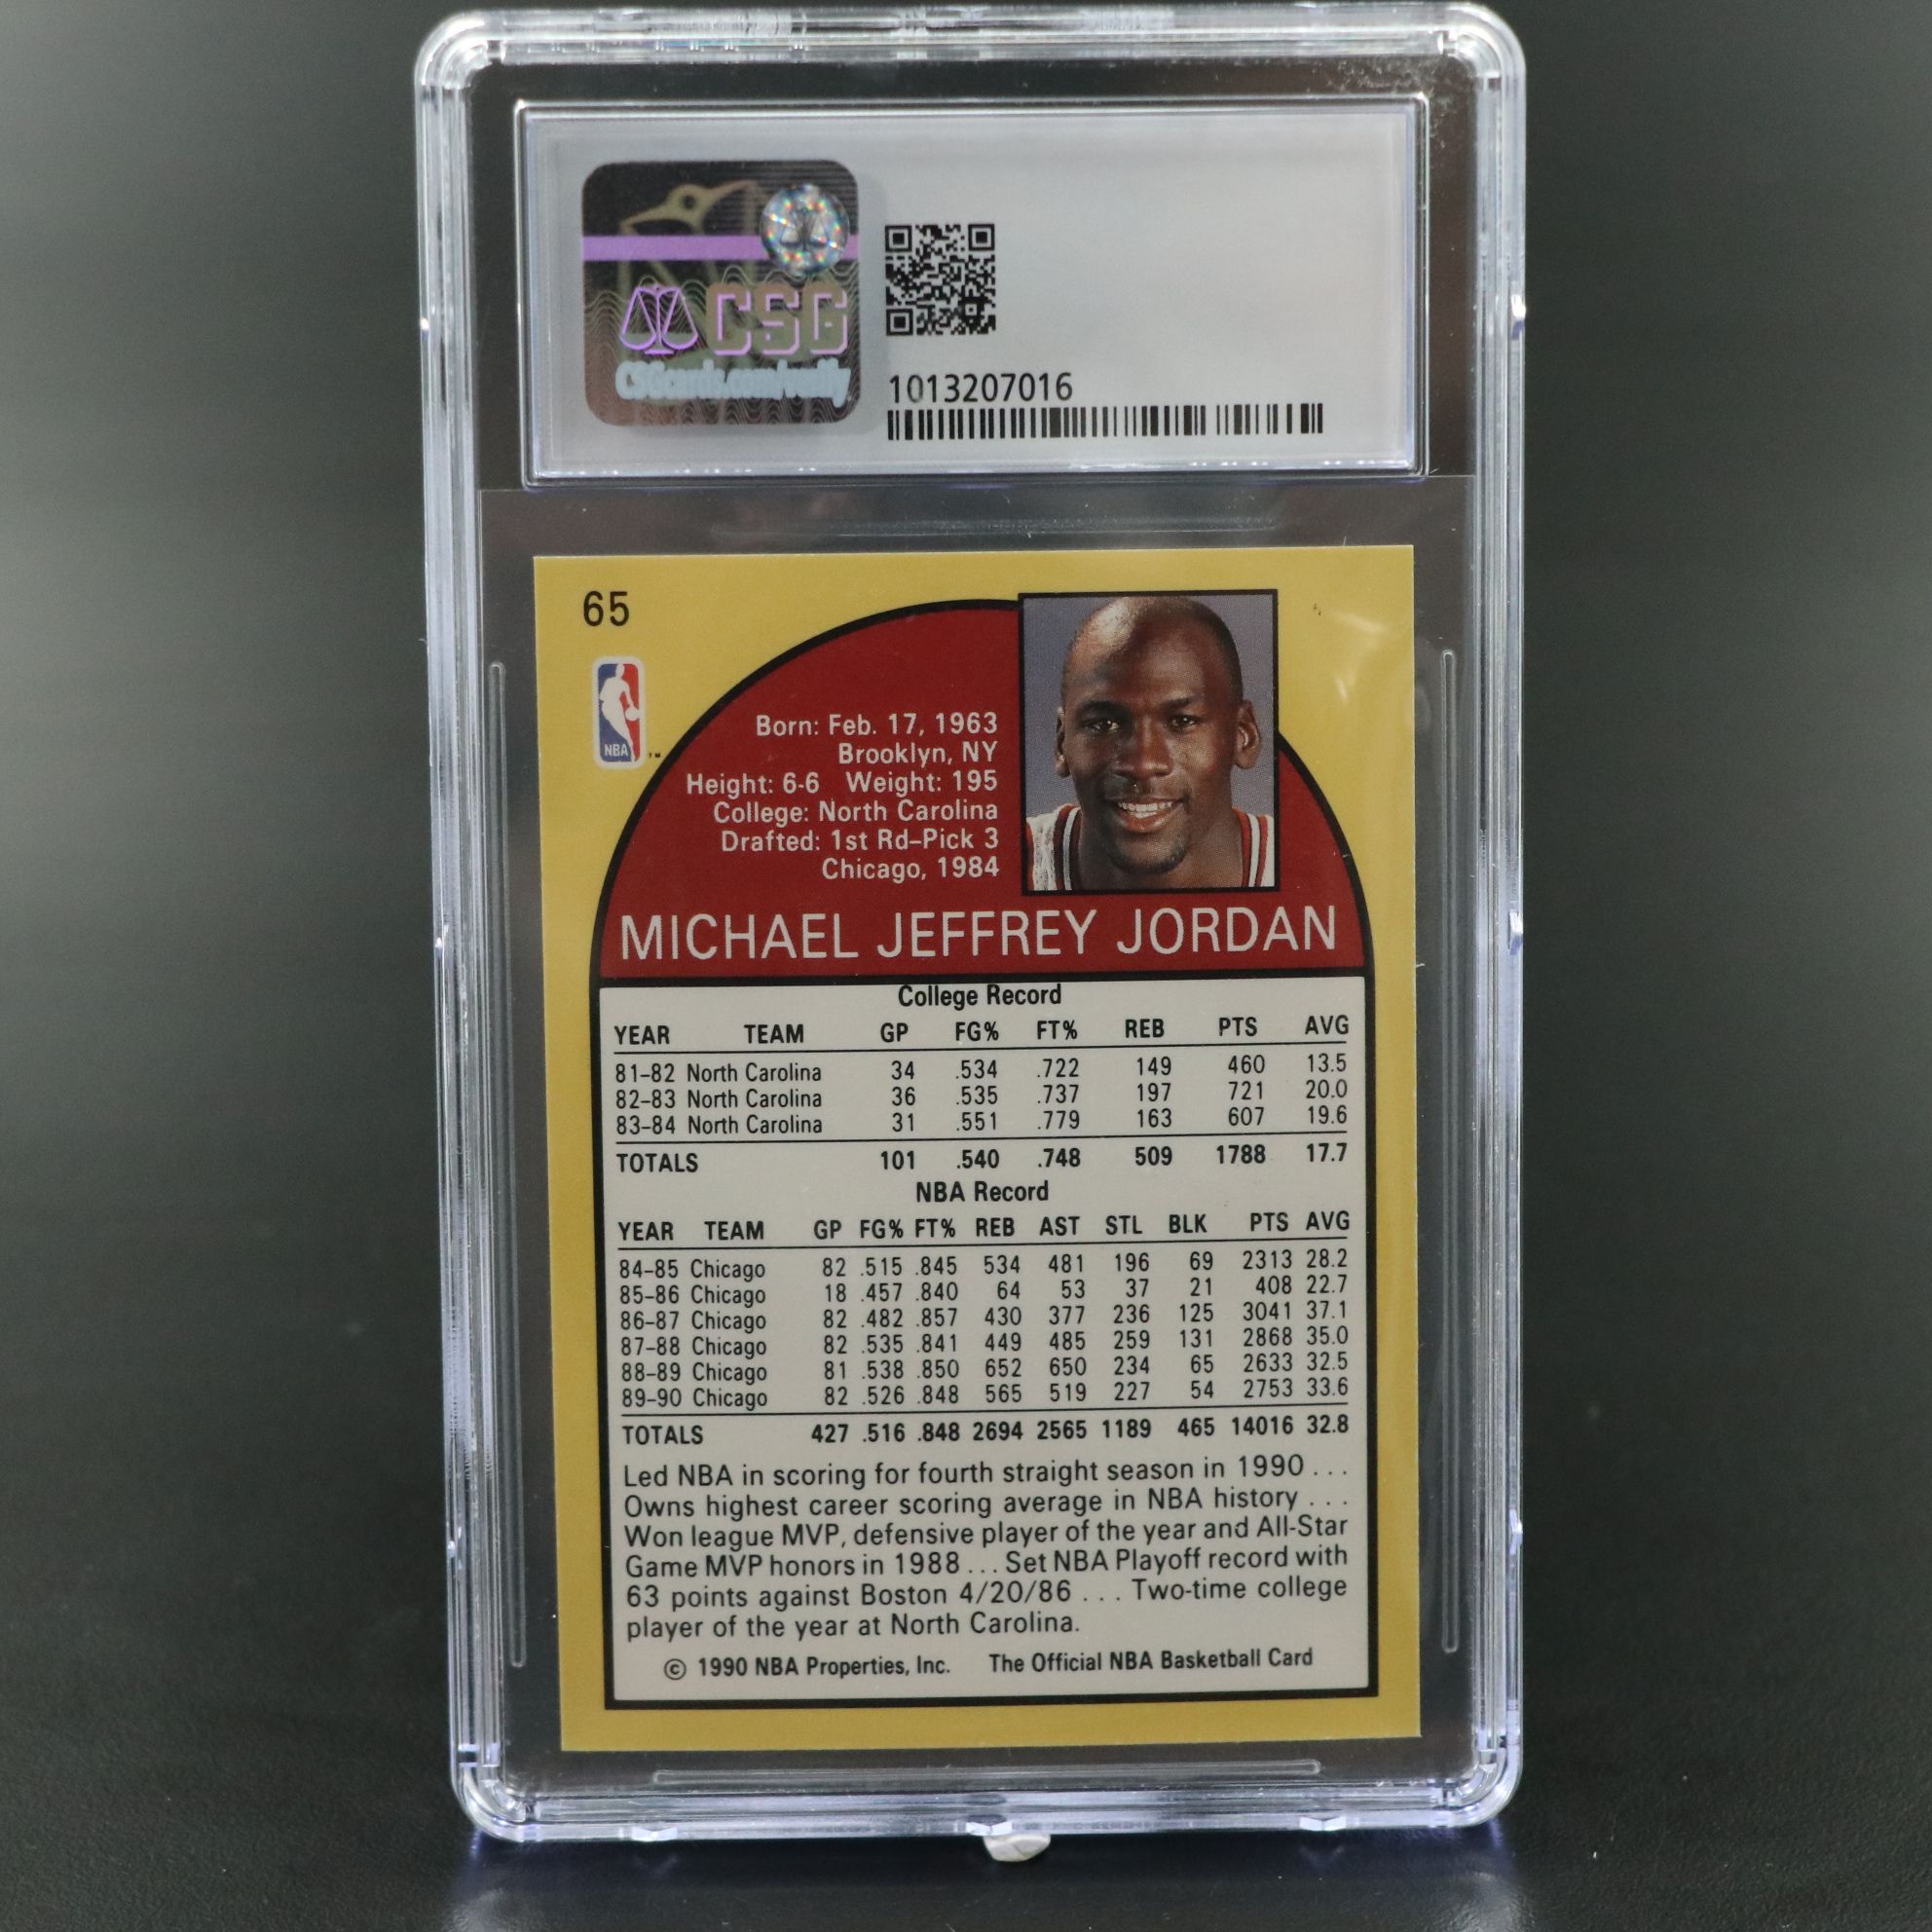 CSG
CSGcards.com/verify
1013207016
65
NBA
™
Born: Feb. 17, 1963
Brooklyn, NY
Height: 6-6 Weight: 195
College: North Carolina
Drafted: 1st Rd–Pick 3
Chicago, 1984
MICHAEL JEFFREY JORDAN
College Record
YEAR TEAM GP FG% FT% REB PTS AVG
81–82 North Carolina 34 .534 .722 149 460 13.5
82–83 North Carolina 36 .535 .737 197 721 20.0
83–84 North Carolina 31 .551 .779 163 607 19.6
TOTALS 101 .540 .748 509 1788 17.7
NBA Record
YEAR TEAM GP FG% FT% REB AST STL BLK PTS AVG
84–85 Chicago 82 .515 .845 534 481 196 69 2313 28.2
85–86 Chicago 18 .457 .840 64 53 37 21 408 22.7
86–87 Chicago 82 .482 .857 430 377 236 125 3041 37.1
87–88 Chicago 82 .535 .841 449 485 259 131 2868 35.0
88–89 Chicago 81 .538 .850 652 650 234 65 2633 32.5
89–90 Chicago 82 .526 .848 565 519 227 54 2753 33.6
TOTALS 427 .516 .848 2694 2565 1189 465 14016 32.8
Led NBA in scoring for fourth straight season in 1990 . . .
Owns highest career scoring average in NBA history . . .
Won league MVP, defensive player of the year and All-Star
Game MVP honors in 1988 . . . Set NBA Playoff record with
63 points against Boston 4/20/86 . . . Two-time college
player of the year at North Carolina.
© 1990 NBA Properties, Inc. The Official NBA Basketball Card